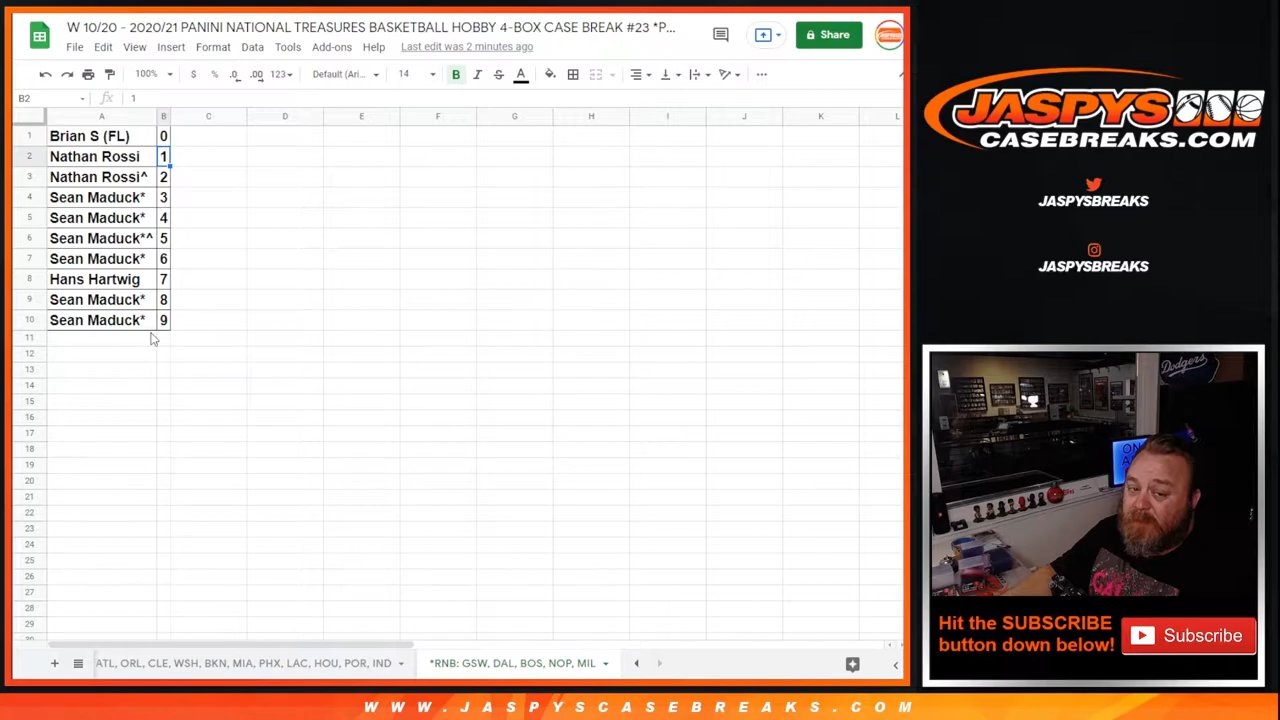 W 10/20 - 2020/21 PANINI NATIONAL TREASURES BASKETBALL HOBBY 4-BOX CASE BREAK #23 *P...
File Edit View Insert Format Data Tools Add-ons Help Last edit was 2 minutes ago
Share
100% $ % .0 .00 123 Default (Ari... 14 B I S A
B2 fx 1
A B C D E F G H I J K L
1 Brian S (FL) 0
2 Nathan Rossi 1
3 Nathan Rossi^ 2
4 Sean Maduck* 3
5 Sean Maduck* 4
6 Sean Maduck*^ 5
7 Sean Maduck* 6
8 Hans Hartwig 7
9 Sean Maduck* 8
10 Sean Maduck* 9
11
12
13
14
15
16
17
18
19
20
21
22
23
24
25
26
27
28
29
ATL, ORL, CLE, WSH, BKN, MIA, PHX, LAC, HOU, POR, IND *RNB: GSW, DAL, BOS, NOP, MIL
JASPYS
CASEBREAKS.COM
JASPYSBREAKS
JASPYSBREAKS
Dodgers
ON
Hit the SUBSCRIBE
button down below!
Subscribe
WWW.JASPYSCASEBREAKS.COM